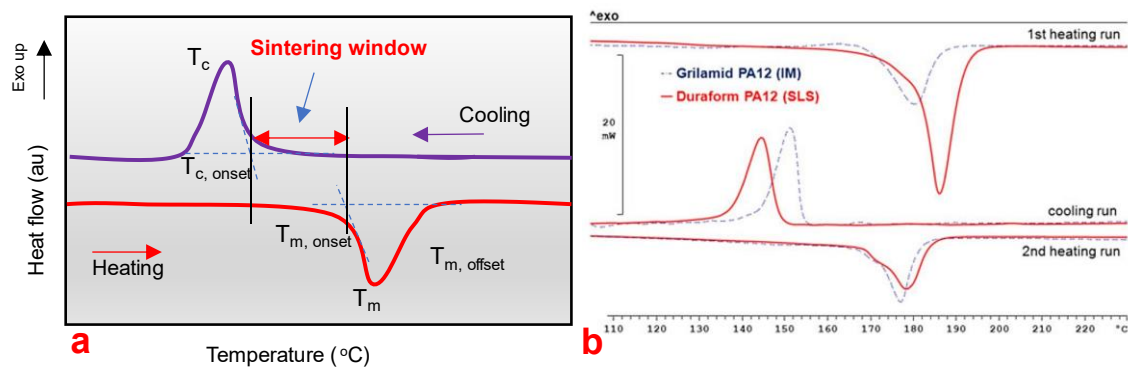 Exo up
Heat flow (au)
Tc
Sintering window
Cooling
Tc, onset
Tm, onset
Heating
Tm, offset
Tm
a
Temperature (oC)
^exo
1st heating run
Grilamid PA12 (IM)
Duraform PA12 (SLS)
20
mW
cooling run
2nd heating run
110 120 130 140 150 160 170 180 190 200 210 220 °C
b